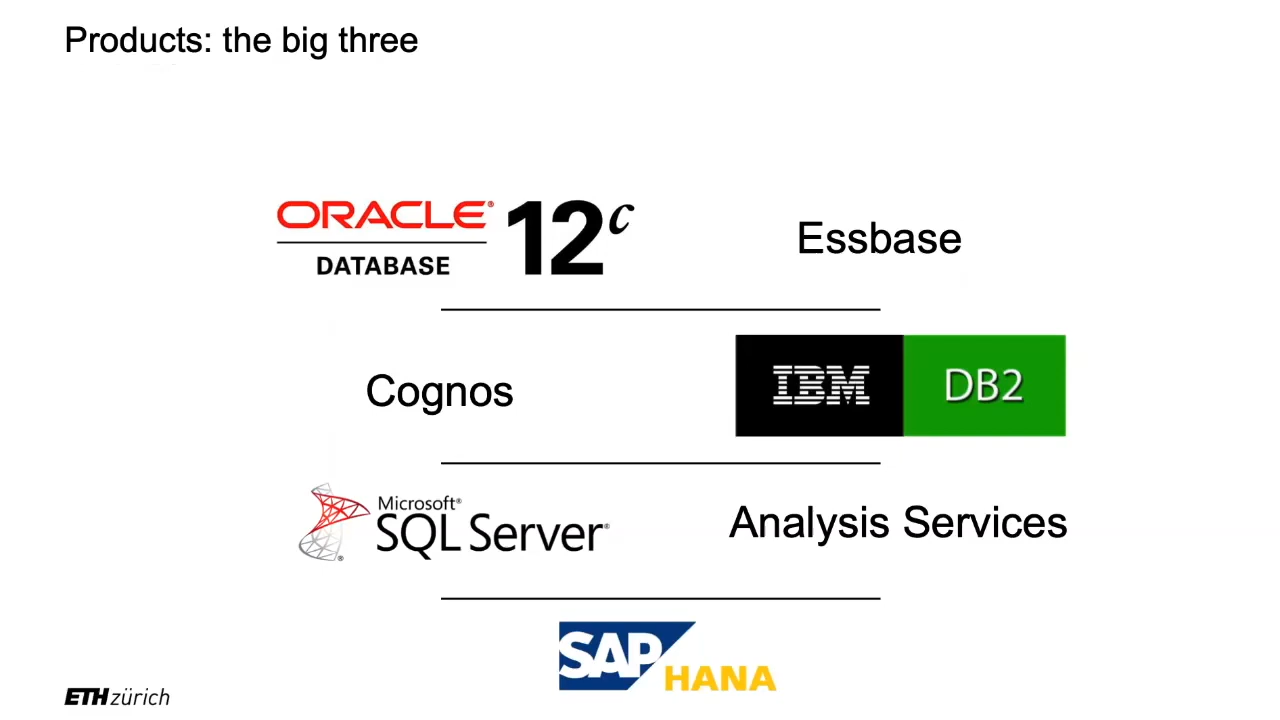 Products: the big three
ORACLE® 12c
DATABASE
Essbase
Cognos
IBM DB2
Microsoft®
SQL Server®
Analysis Services
SAP HANA
ETH zürich